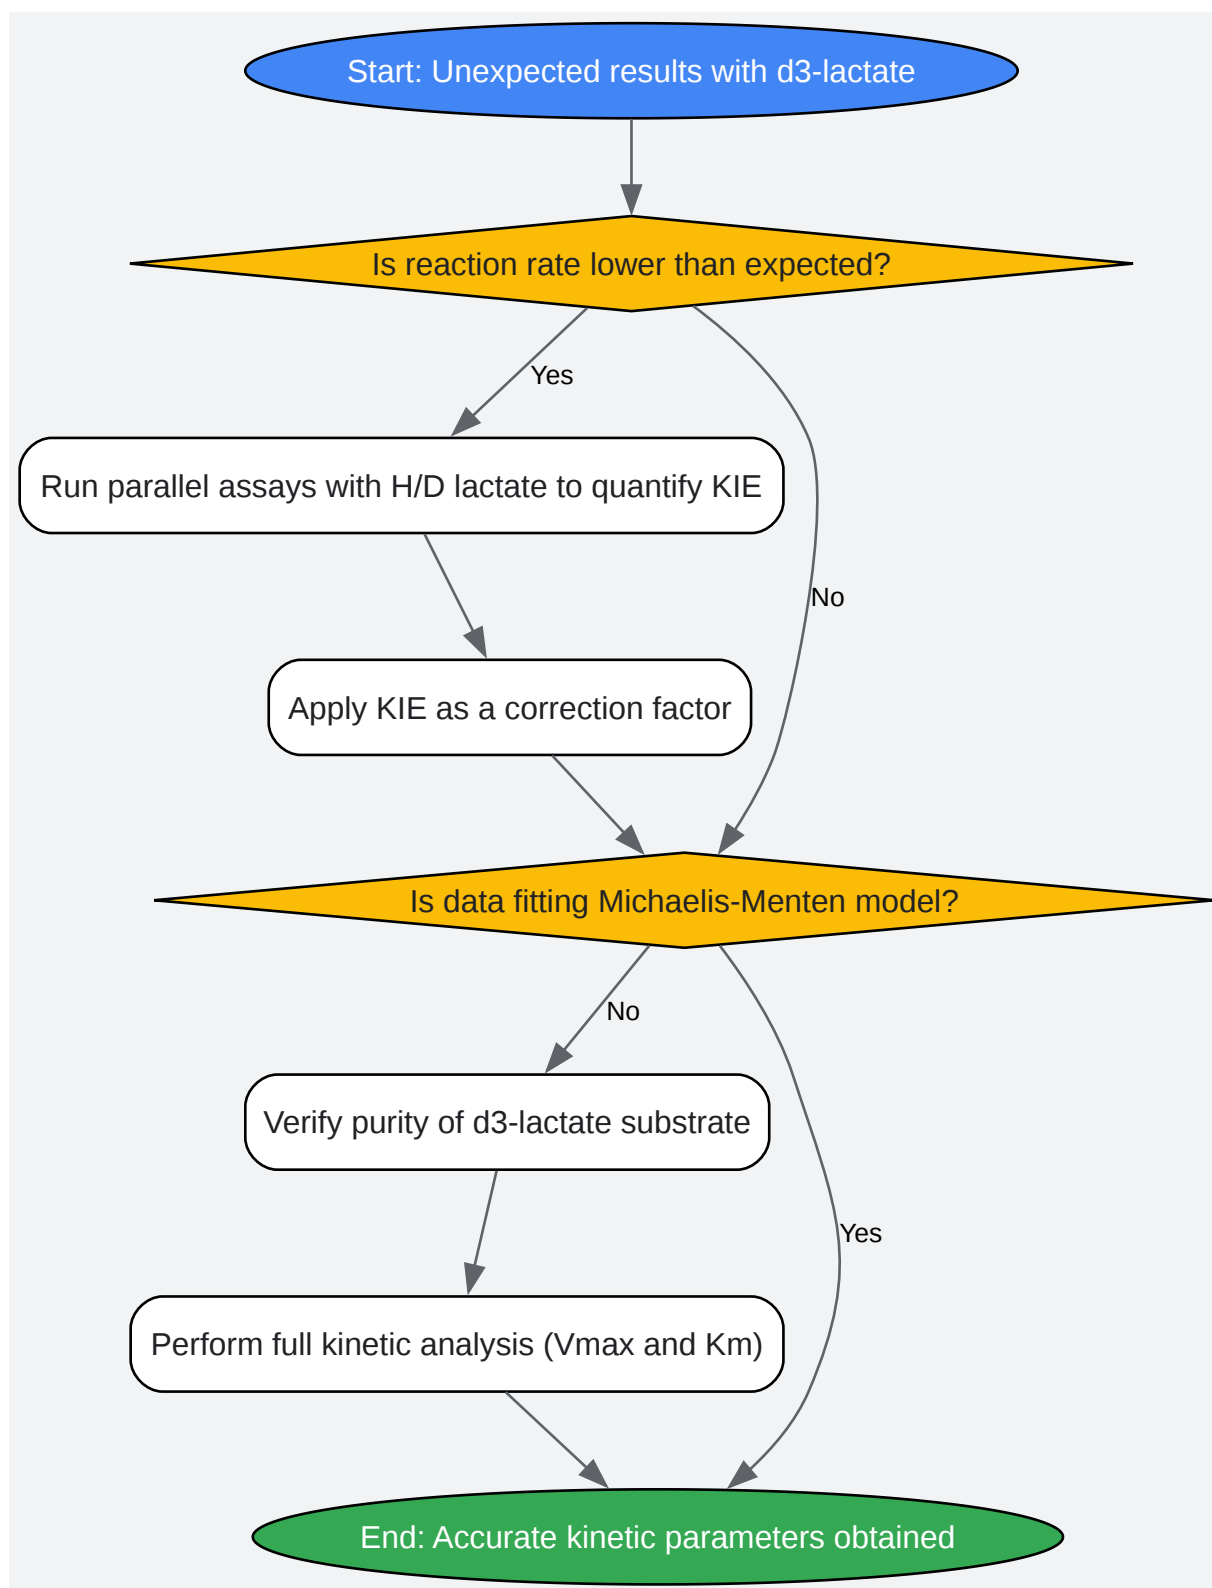 Start: Unexpected results with d3-lactate
Is reaction rate lower than expected?
Yes
Run parallel assays with H/D lactate to quantify KIE
No
Apply KIE as a correction factor
Is data fitting Michaelis-Menten model?
No
Verify purity of d3-lactate substrate
Yes
Perform full kinetic analysis (Vmax and Km)
End: Accurate kinetic parameters obtained